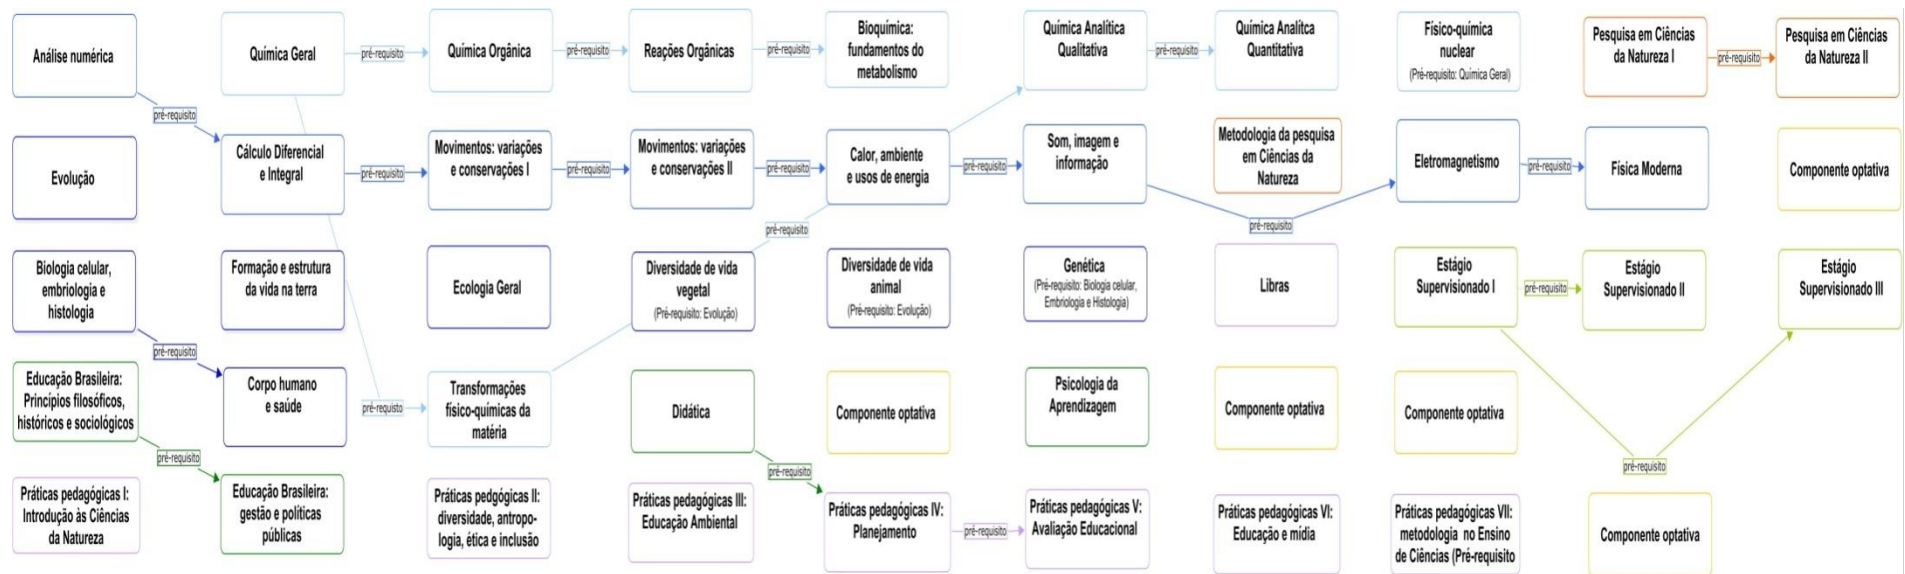 Análise numérica
Química Geral
pré-requisito
Química Orgânica
pré-requisito
Reações Orgânicas
pré-requisito
Bioquímica:
fundamentos do
metabolismo
Química Analítica
Qualitativa
pré-requisito
Química Analítca
Quantitativa
Físico-química
nuclear
(Pré-requisito: Química Geral)
Pesquisa em Ciências
da Natureza I
pré-requisito
Pesquisa em Ciências
da Natureza II
pré-requisito
Evolução
Cálculo Diferencial
e Integral
pré-requisito
Movimentos: variações
e conservações I
pré-requisito
Movimentos: variações
e conservações II
pré-requisito
Calor, ambiente
e usos de energia
pré-requisito
Som, imagem e
informação
Metodologia da pesquisa
em Ciências da
Natureza
pré-requisito
Eletromagnetismo
pré-requisito
Física Moderna
Componente optativa
pré-requisito
Biologia celular,
embriologia e
histologia
Formação e estrutura
da vida na terra
Ecologia Geral
Diversidade de vida
vegetal
(Pré-requisito: Evolução)
Diversidade de vida
animal
(Pré-requisito: Evolução)
Genética
(Pré-requisito: Biologia celular,
Embriologia e Histologia)
Libras
Estágio
Supervisionado I
pré-requisito
Estágio
Supervisionado II
Estágio
Supervisionado III
pré-requisito
Educação Brasileira:
Princípios filosóficos,
históricos e sociológicos
Corpo humano
e saúde
pré-requisto
Transformações
físico-químicas da
matéria
Didática
Componente optativa
Psicologia da
Aprendizagem
Componente optativa
Componente optativa
pré-requisito
pré-requisito
pré-requisito
Práticas pedagógicas I:
Introdução às Ciências
da Natureza
Educação Brasileira:
gestão e políticas
públicas
Práticas pedgógicas II:
diversidade, antropo-
logia, ética e inclusão
Práticas pedagógicas III:
Educação Ambiental
Práticas pedagógicas IV:
Planejamento
pré-requisito
Práticas pedagógicas V:
Avaliação Educacional
Práticas pedagógicas VI:
Educação e mídia
Práticas pedagógicas VII:
metodologia no Ensino
de Ciências (Pré-requisito
Componente optativa